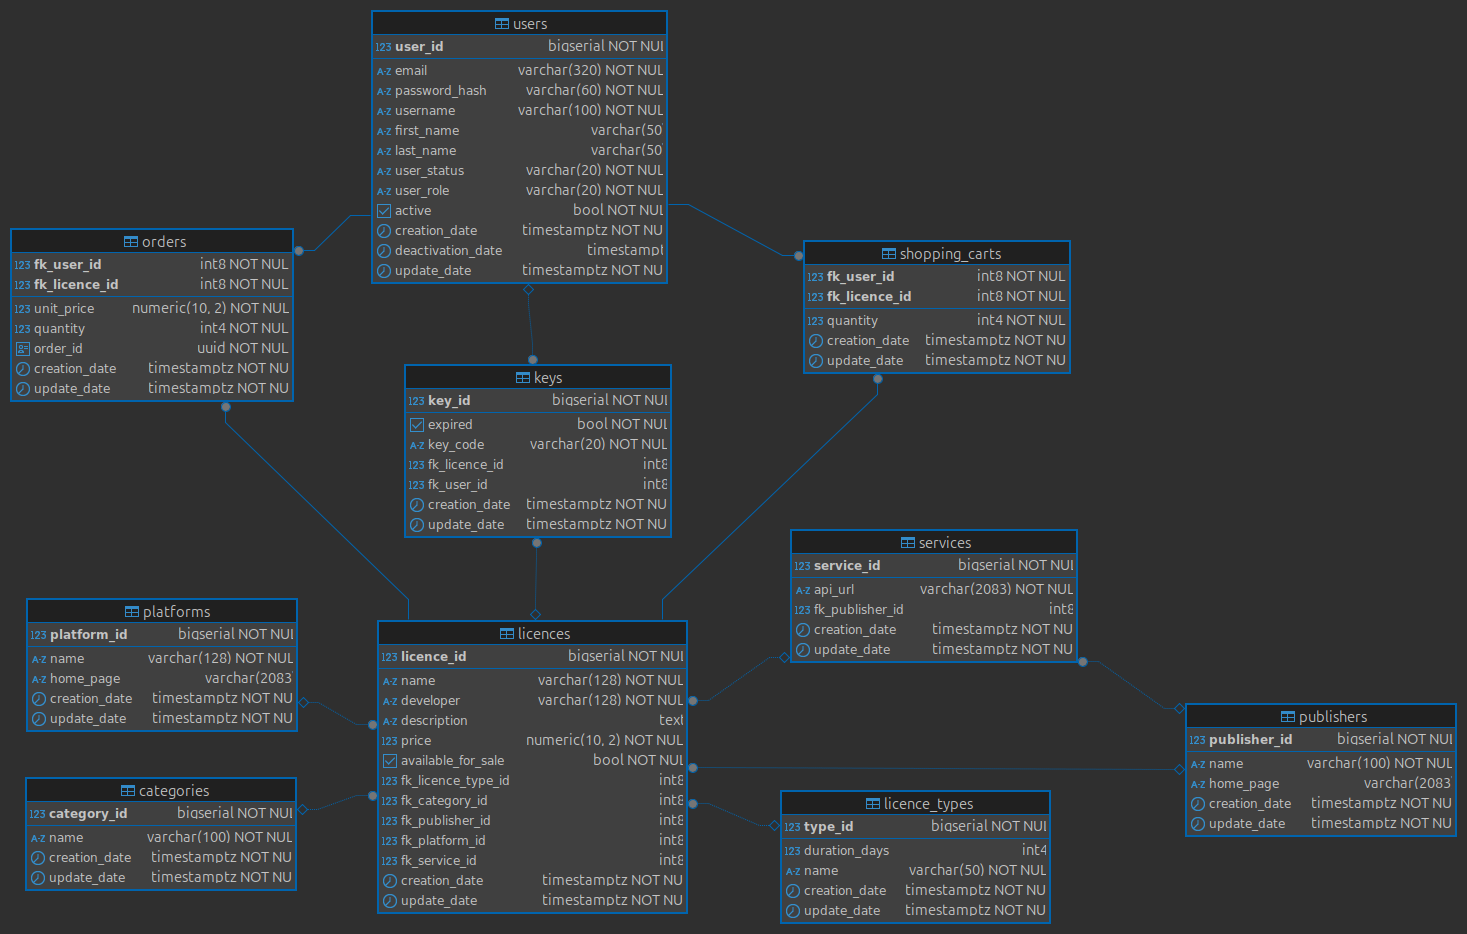 users
123 user_id bigserial NOT NUL
A-Z email varchar(320) NOT NUL
A-Z password_hash varchar(60) NOT NUL
A-Z username varchar(100) NOT NUL
A-Z first_name varchar(50
A-Z last_name varchar(50
A-Z user_status varchar(20) NOT NUL
A-Z user_role varchar(20) NOT NUL
active bool NOT NUL
creation_date timestamptz NOT NU
deactivation_date timestampt
update_date timestamptz NOT NU
orders
123 fk_user_id int8 NOT NUL
123 fk_licence_id int8 NOT NUL
123 unit_price numeric(10, 2) NOT NUL
123 quantity int4 NOT NUL
order_id uuid NOT NUL
creation_date timestamptz NOT NU
update_date timestamptz NOT NU
shopping_carts
123 fk_user_id int8 NOT NUL
123 fk_licence_id int8 NOT NUL
123 quantity int4 NOT NUL
creation_date timestamptz NOT NU
update_date timestamptz NOT NU
keys
123 key_id bigserial NOT NUL
expired bool NOT NUL
A-Z key_code varchar(20) NOT NUL
123 fk_licence_id int8
123 fk_user_id int8
creation_date timestamptz NOT NU
update_date timestamptz NOT NU
services
123 service_id bigserial NOT NUL
A-Z api_url varchar(2083) NOT NUL
123 fk_publisher_id int8
creation_date timestamptz NOT NU
update_date timestamptz NOT NU
platforms
123 platform_id bigserial NOT NUL
A-Z name varchar(128) NOT NUL
A-Z home_page varchar(2083
creation_date timestamptz NOT NU
update_date timestamptz NOT NU
licences
123 licence_id bigserial NOT NUL
A-Z name varchar(128) NOT NUL
A-Z developer varchar(128) NOT NUL
A-Z description text
123 price numeric(10, 2) NOT NUL
available_for_sale bool NOT NUL
123 fk_licence_type_id int8
123 fk_category_id int8
123 fk_publisher_id int8
123 fk_platform_id int8
123 fk_service_id int8
creation_date timestamptz NOT NU
update_date timestamptz NOT NU
publishers
123 publisher_id bigserial NOT NUL
A-Z name varchar(100) NOT NUL
A-Z home_page varchar(2083
creation_date timestamptz NOT NU
update_date timestamptz NOT NU
categories
123 category_id bigserial NOT NUL
A-Z name varchar(100) NOT NUL
creation_date timestamptz NOT NU
update_date timestamptz NOT NU
licence_types
123 type_id bigserial NOT NUL
123 duration_days int4
A-Z name varchar(50) NOT NUL
creation_date timestamptz NOT NU
update_date timestamptz NOT NU